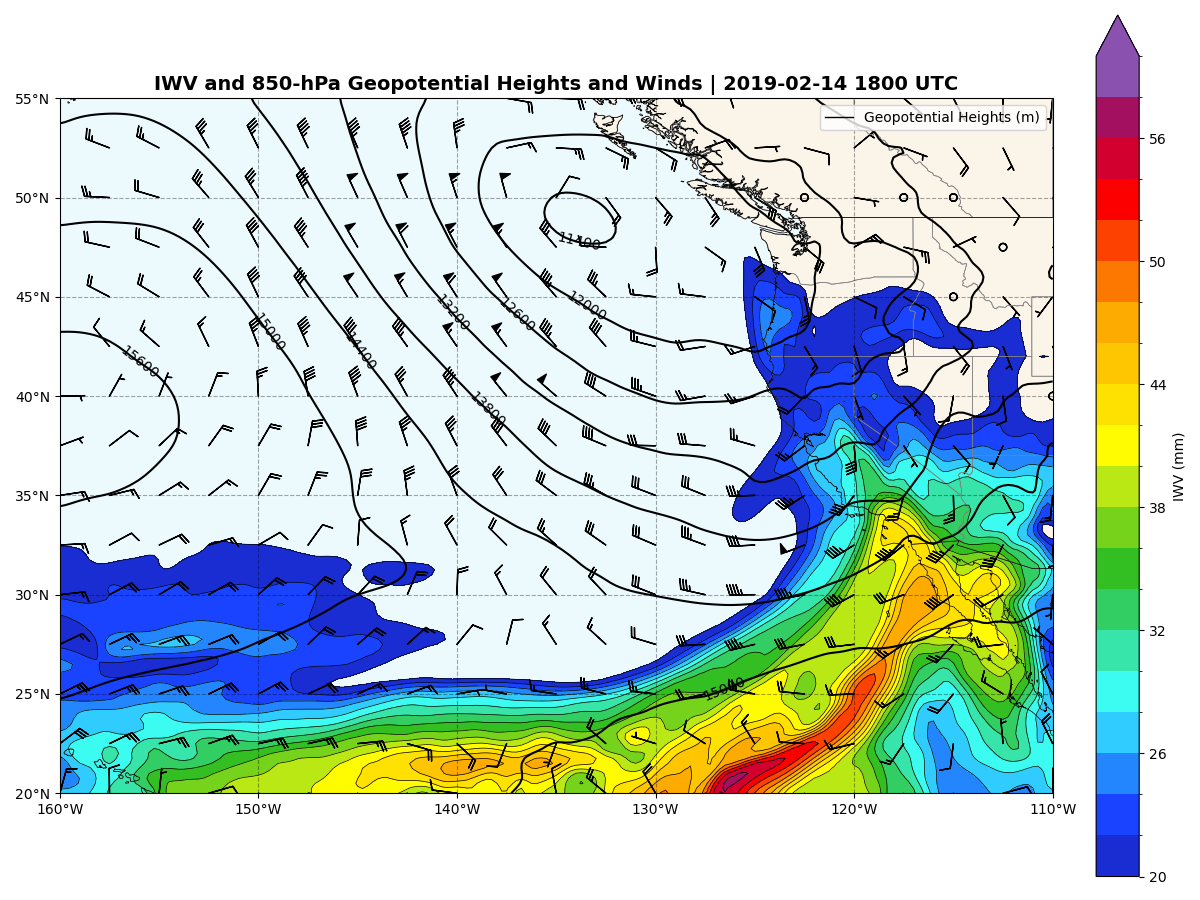 IWV and 850-hPa Geopotential Heights and Winds | 2019-02-14 1800 UTC
Geopotential Heights (m)
55°N
50°N
45°N
40°N
35°N
30°N
25°N
20°N
160°W
150°W
140°W
130°W
120°W
110°W
11400
12000
12600
13200
13800
14400
15000
15600
15000
56
50
44
38
32
26
20
IWV (mm)